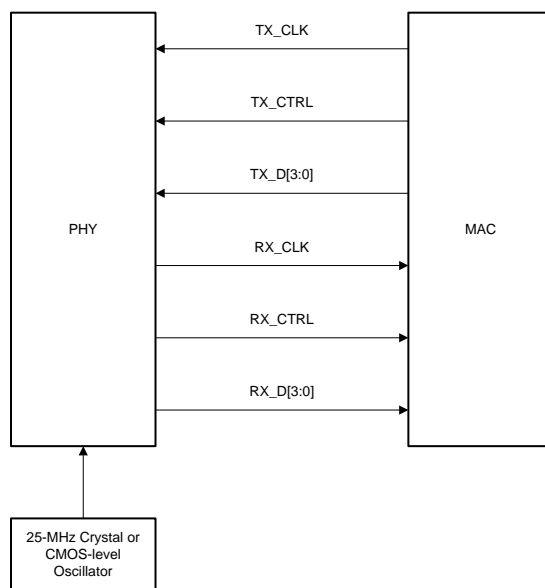 TX_CLK
TX_CTRL
TX_D[3:0]
PHY
MAC
RX_CLK
RX_CTRL
RX_D[3:0]
25-MHz Crystal or
CMOS-level
Oscillator